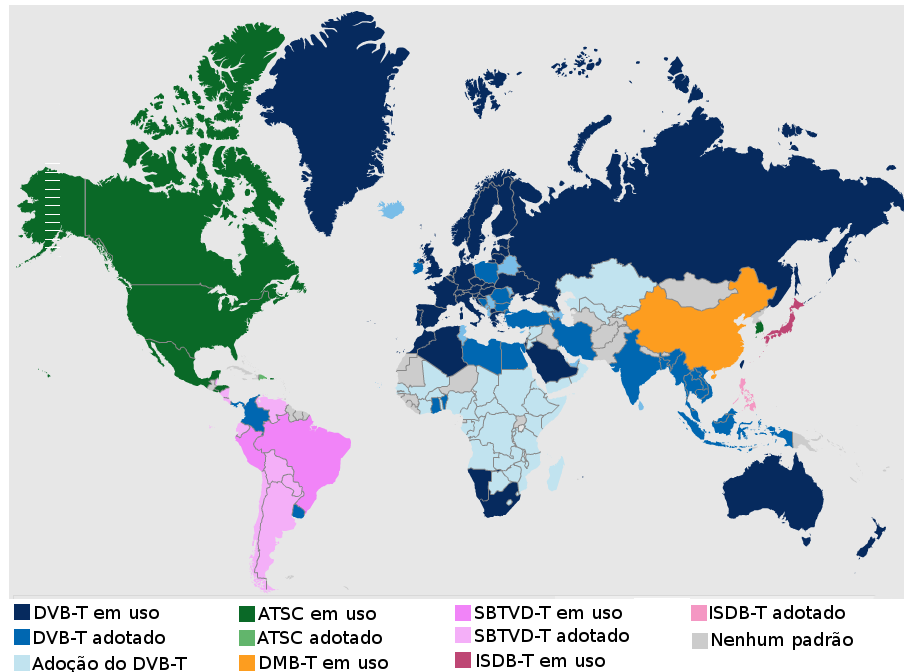 DVB-T em uso
DVB-T adotado
Adoção do DVB-T
ATSC em uso
ATSC adotado
DMB-T em uso
SBTVD-T em uso
SBTVD-T adotado
ISDB-T em uso
ISDB-T adotado
Nenhum padrão